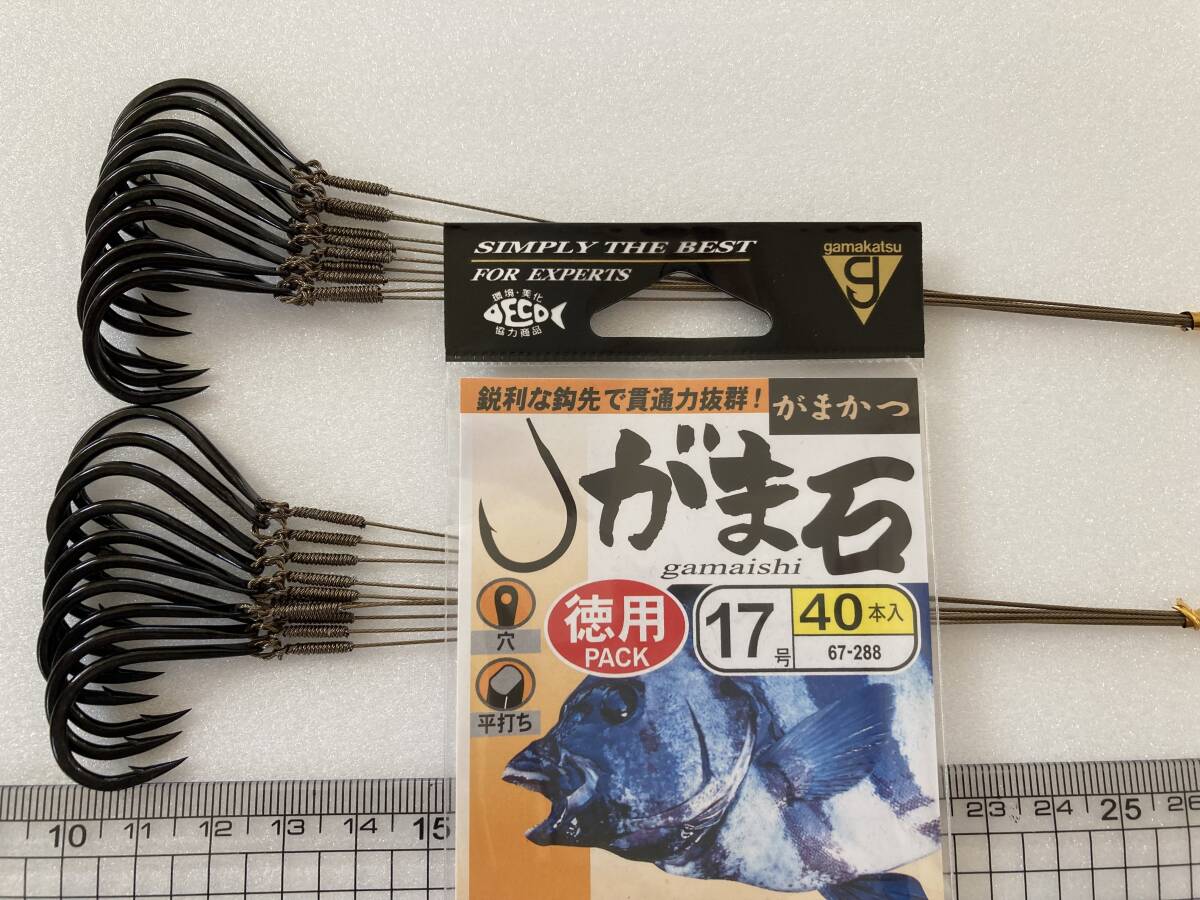 SIMPLY THE BEST
FOR EXPERTS
環境・美化
ECO
協力商品
gamakatsu
g
鋭利な鈎先で貫通力抜群!
がまかつ
がま石
gamaishi
穴
平打ち
徳用
PACK
17号
40本入
67-288
10 11 12 13 14 15
23 24 25 26